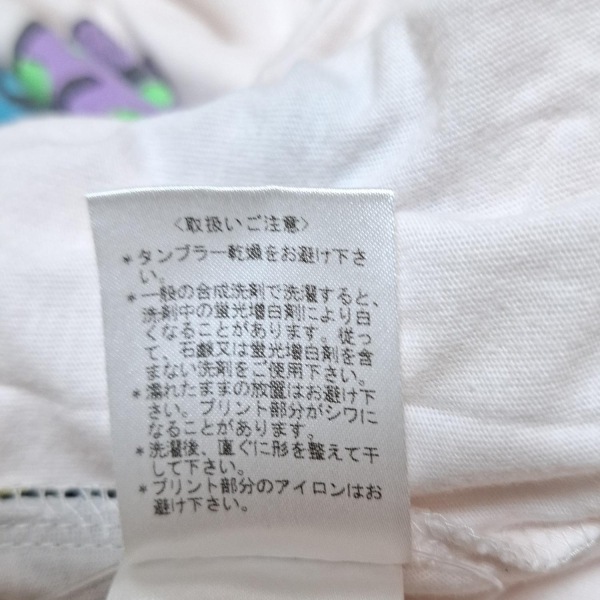 〈取扱いご注意〉
*タンブラー乾燥をお避け下さ
い。
*一般の合成洗剤で洗濯すると、
洗剤中の蛍光増白剤により白
くなることがあります。従っ
て、石鹸又は蛍光増白剤を含
まない洗剤をご使用下さい。
*濡れたままの放置はお避け下
さい。プリント部分がシワに
なることがあります。
*洗濯後、直ぐに形を整えて干
して下さい。
*プリント部分のアイロンはお
避け下さい。